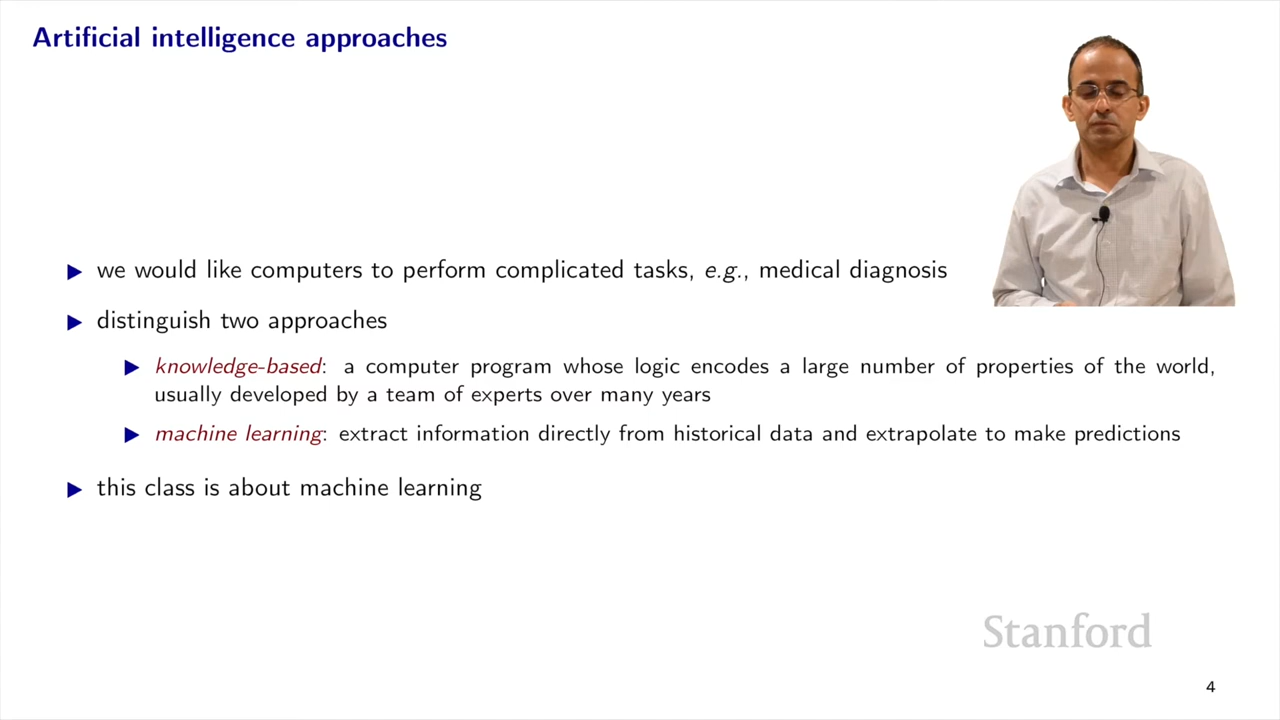 Artificial intelligence approaches
we would like computers to perform complicated tasks, e.g., medical diagnosis
distinguish two approaches
knowledge-based: a computer program whose logic encodes a large number of properties of the world,
usually developed by a team of experts over many years
machine learning: extract information directly from historical data and extrapolate to make predictions
this class is about machine learning
Stanford
4